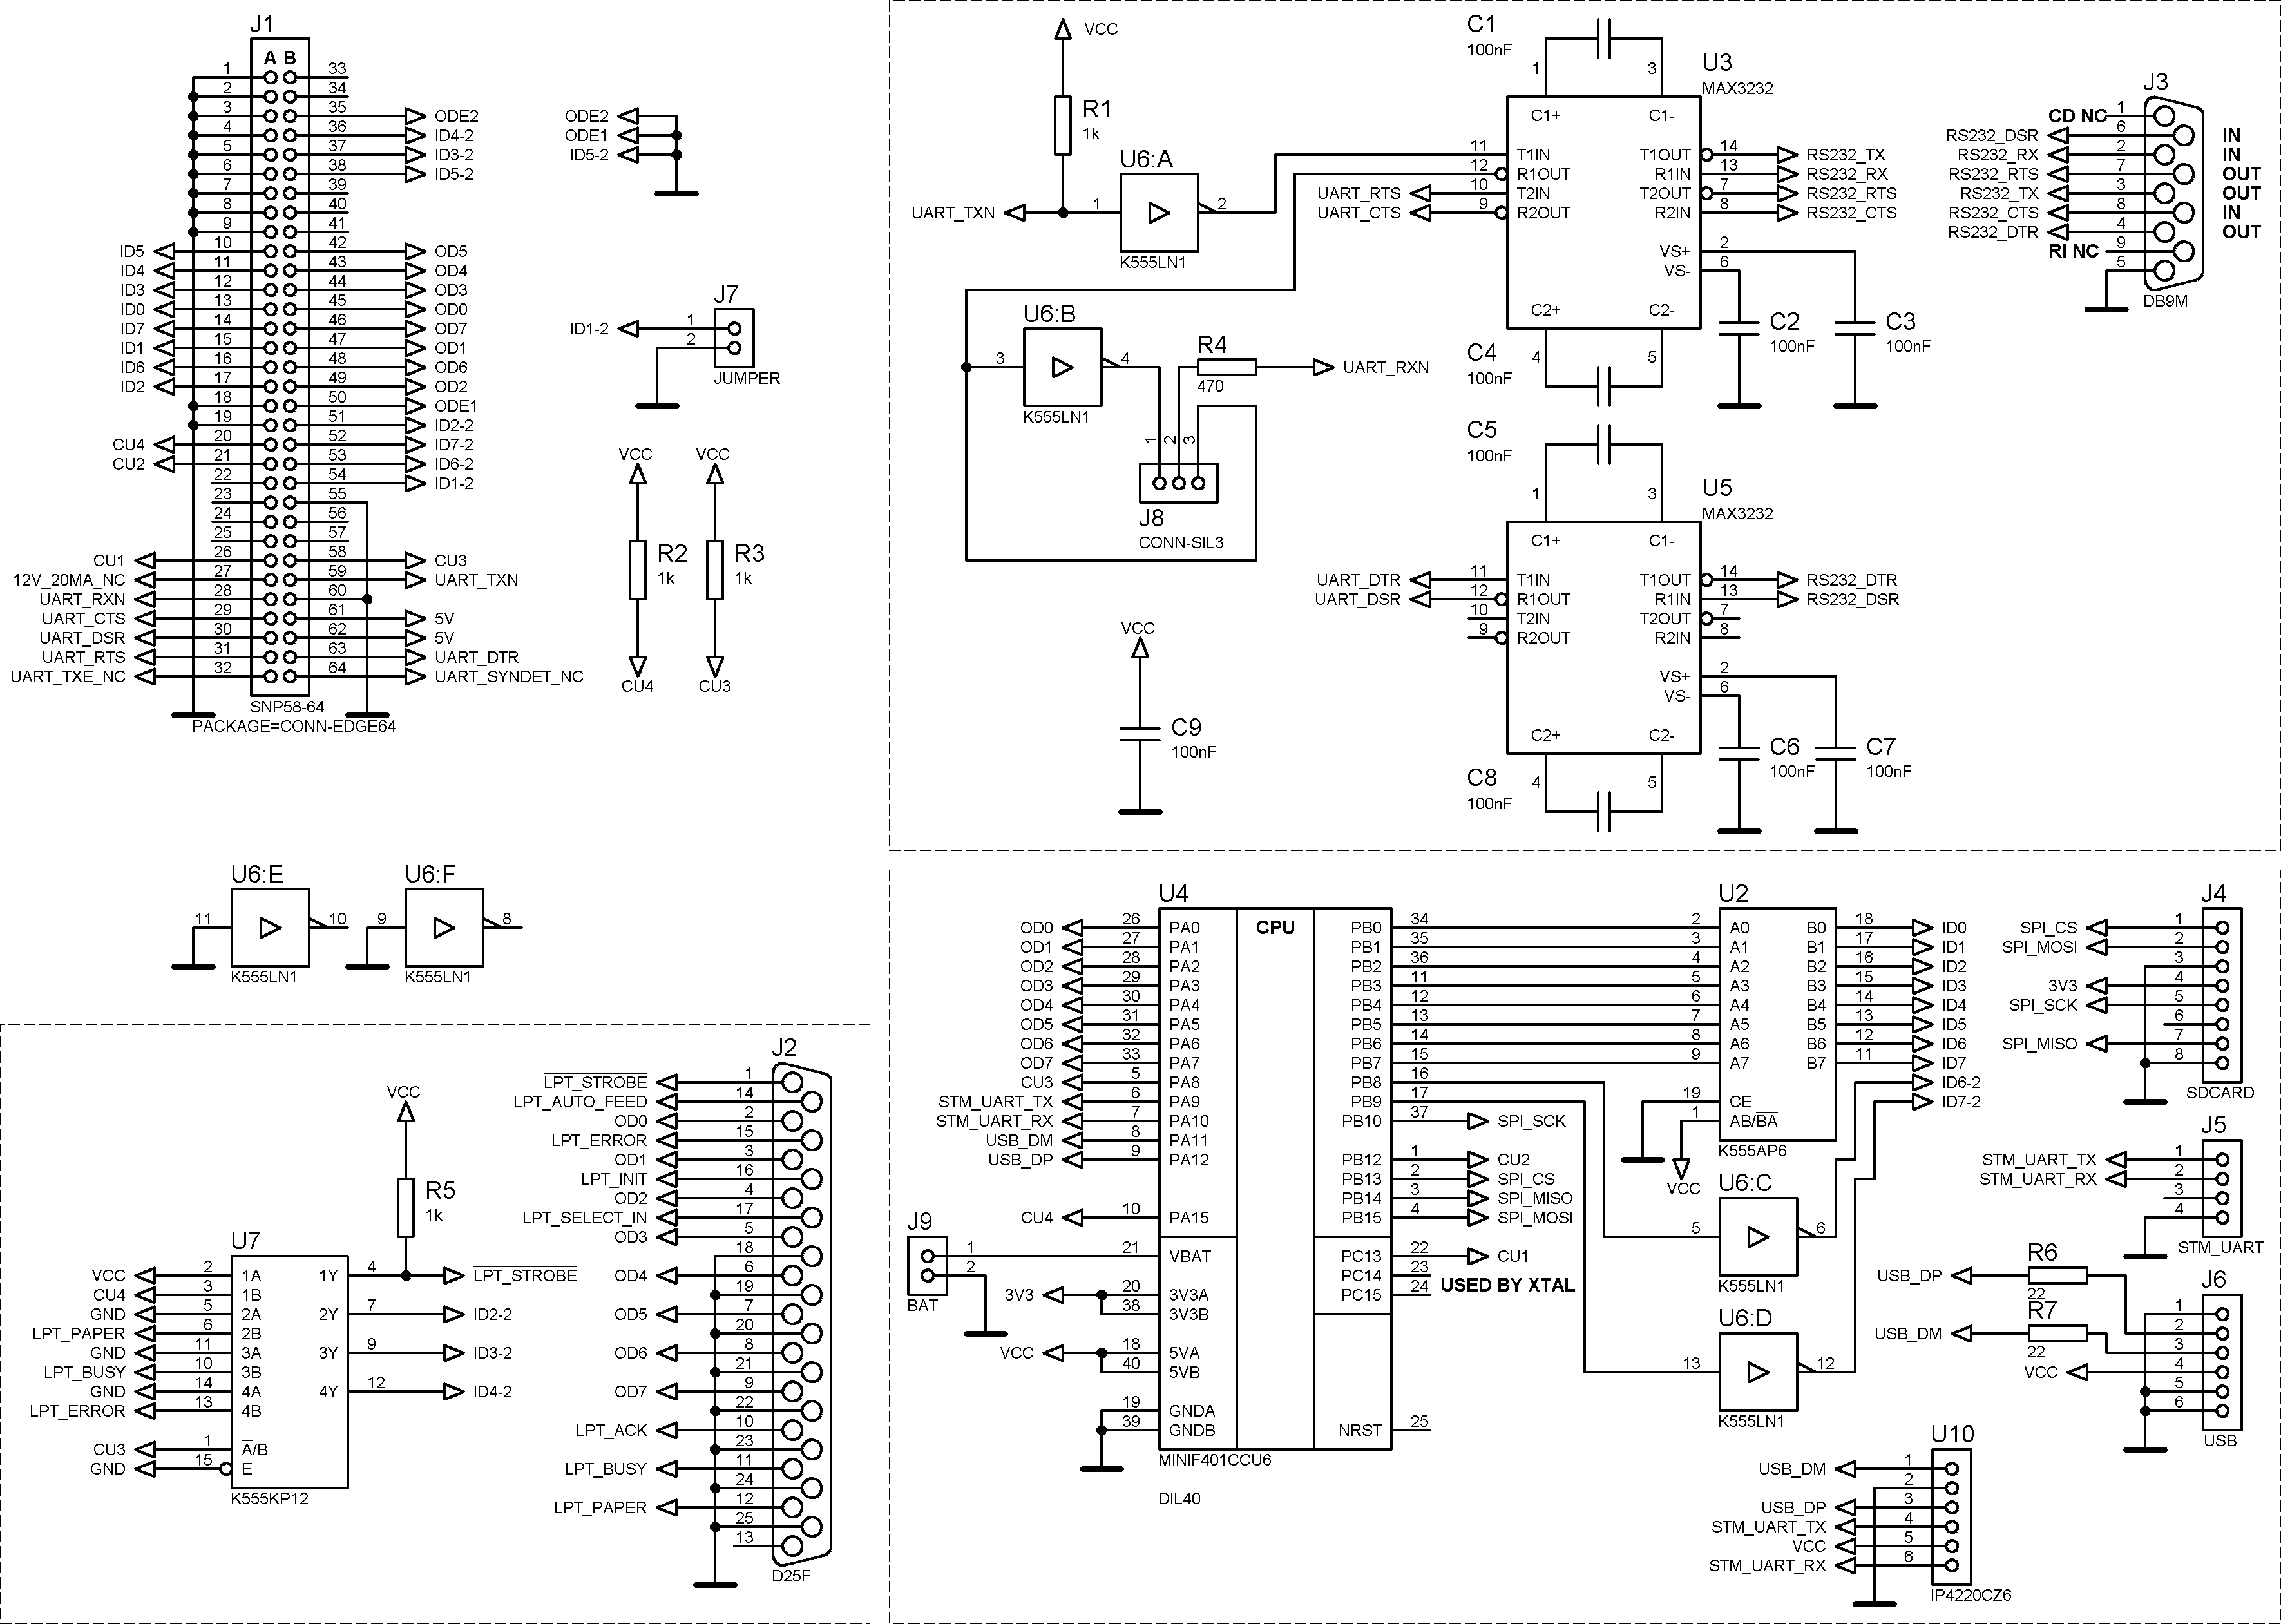 J1
A B
1 33
2 34
3 35 ODE2
4 36 ID4-2
5 37 ID3-2
6 38 ID5-2
7 39
8 40
9 41
ID5 10 42 OD5
ID4 11 43 OD4
ID3 12 44 OD3
ID0 13 45 OD0
ID7 14 46 OD7
ID1 15 47 OD1
ID6 16 48 OD6
ID2 17 49 OD2
18 50 ODE1
19 51 ID2-2
CU4 20 52 ID7-2
CU2 21 53 ID6-2
22 54 ID1-2
23 55
24 56
25 57
CU1 26 58 CU3
12V_20MA_NC 27 59 UART_TXN
UART_RXN 28 60
UART_CTS 29 61 5V
UART_DSR 30 62 5V
UART_RTS 31 63 UART_DTR
UART_TXE_NC 32 64 UART_SYNDET_NC
SNP58-64
PACKAGE=CONN-EDGE64
ODE2
ODE1
ID5-2
J7
ID1-2 1
2
JUMPER
VCC VCC
R2 R3
1k 1k
CU4 CU3
VCC
R1
1k
U6:A
UART_TXN 1 2
K555LN1
U6:B
3 4
K555LN1
R4
470
UART_RXN
1 2 3
J8
CONN-SIL3
VCC
C9
100nF
C1
100nF
1 3
U3
MAX3232
C1+ C1-
11 T1IN T1OUT 14 RS232_TX
12 R1OUT R1IN 13 RS232_RX
UART_RTS 10 T2IN T2OUT 7 RS232_RTS
UART_CTS 9 R2OUT R2IN 8 RS232_CTS
VS+ 2
VS- 6
C2+ C2-
C2
100nF
C3
100nF
C4
100nF
4 5
C5
100nF
1 3
U5
MAX3232
C1+ C1-
UART_DTR 11 T1IN T1OUT 14 RS232_DTR
UART_DSR 12 R1OUT R1IN 13 RS232_DSR
10 T2IN T2OUT 7
9 R2OUT R2IN 8
VS+ 2
VS- 6
C2+ C2-
C6
100nF
C7
100nF
C8
100nF
4 5
J3
CD NC 1
RS232_DSR 6 IN
RS232_RX 2 IN
RS232_RTS 7 OUT
RS232_TX 3 OUT
RS232_CTS 8 IN
RS232_DTR 4 OUT
RI NC 9
5
DB9M
U6:E
11 10
K555LN1
U6:F
9 8
K555LN1
VCC
R5
1k
U7
VCC 2 1A 1Y 4 LPT_STROBE
CU4 3 1B
GND 5 2A 2Y 7 ID2-2
LPT_PAPER 6 2B
GND 11 3A 3Y 9 ID3-2
LPT_BUSY 10 3B
GND 14 4A 4Y 12 ID4-2
LPT_ERROR 13 4B
CU3 1 A/B
GND 15 E
K555KP12
J2
LPT_STROBE 1
LPT_AUTO_FEED 14
OD0 2
LPT_ERROR 15
OD1 3
LPT_INIT 16
OD2 4
LPT_SELECT_IN 17
OD3 5
18
OD4 6
19
OD5 7
20
OD6 8
21
OD7 9
22
LPT_ACK 10
23
LPT_BUSY 11
24
LPT_PAPER 12
25
13
D25F
U4
CPU
OD0 26 PA0 PB0 34
OD1 27 PA1 PB1 35
OD2 28 PA2 PB2 36
OD3 29 PA3 PB3 11
OD4 30 PA4 PB4 12
OD5 31 PA5 PB5 13
OD6 32 PA6 PB6 14
OD7 33 PA7 PB7 15
CU3 5 PA8 PB8 16
STM_UART_TX 6 PA9 PB9 17
STM_UART_RX 7 PA10 PB10 37 SPI_SCK
USB_DM 8 PA11
USB_DP 9 PA12 PB12 1 CU2
PB13 2 SPI_CS
PB14 3 SPI_MISO
CU4 10 PA15 PB15 4 SPI_MOSI
21 VBAT PC13 22 CU1
PC14 23
3V3 20 3V3A PC15 24 USED BY XTAL
38 3V3B
VCC 18 5VA
40 5VB
19 GNDA
39 GNDB NRST 25
MINIF401CCU6
DIL40
J9
1
2
BAT
U2
2 A0 B0 18 ID0
3 A1 B1 17 ID1
4 A2 B2 16 ID2
5 A3 B3 15 ID3
6 A4 B4 14 ID4
7 A5 B5 13 ID5
8 A6 B6 12 ID6
9 A7 B7 11 ID7
ID6-2
19 CE ID7-2
1 AB/BA
K555AP6
VCC
U6:C
5 6
K555LN1
U6:D
13 12
K555LN1
J4
SPI_CS 1
SPI_MOSI 2
3
3V3 4
SPI_SCK 5
6
SPI_MISO 7
8
SDCARD
J5
STM_UART_TX 1
STM_UART_RX 2
3
4
STM_UART
R6
USB_DP
22
R7
USB_DM
22
J6
1
2
3
VCC 4
5
6
USB
U10
USB_DM 1
2
USB_DP 3
STM_UART_TX 4
VCC 5
STM_UART_RX 6
IP4220CZ6